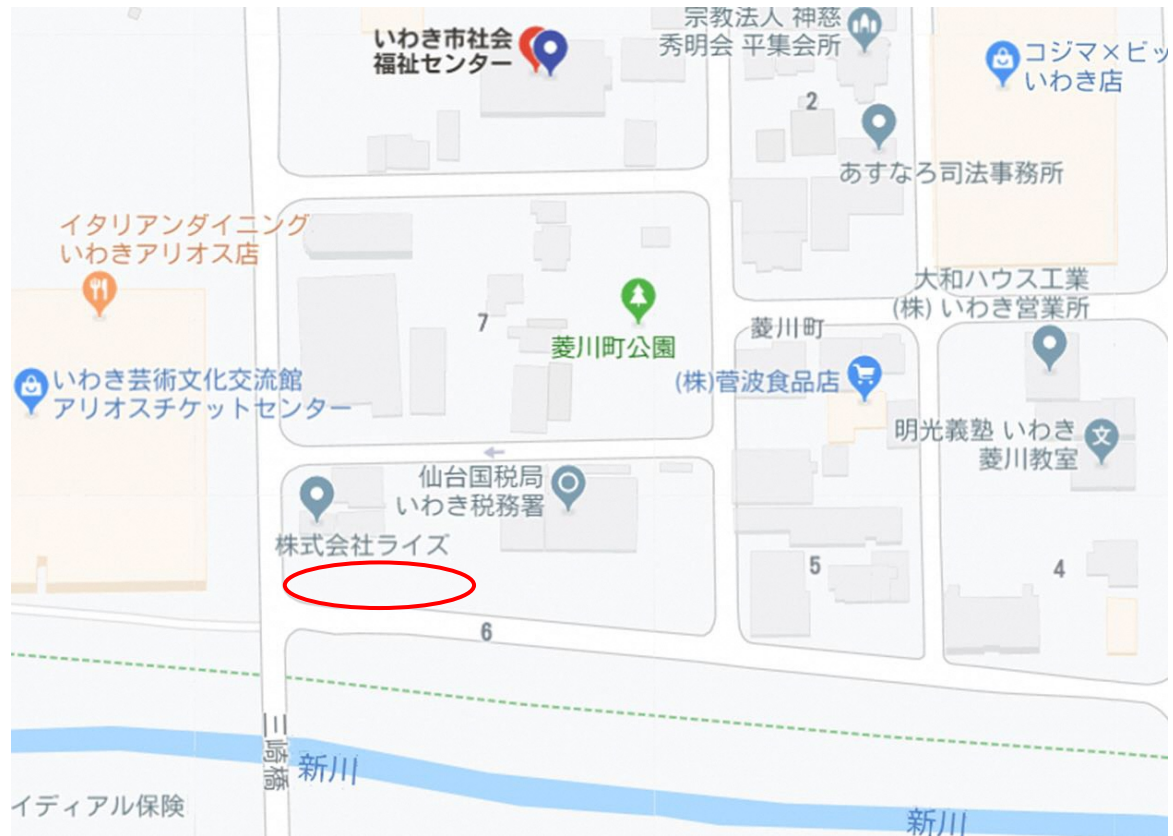 宗教法人 神慈
秀明会 平集会所
いわき市社会
福祉センター
コジマ×ビッ
いわき店
2
あすなろ司法事務所
イタリアンダイニング
いわきアリオス店
大和ハウス工業
(株) いわき営業所
7
菱川町
菱川町公園
(株)菅波食品店
いわき芸術文化交流館
アリオスチケットセンター
明光義塾 いわき
菱川教室
文
仙台国税局
いわき税務署
株式会社ライズ
5
4
6
三崎橋
新川
イディアル保険
新川